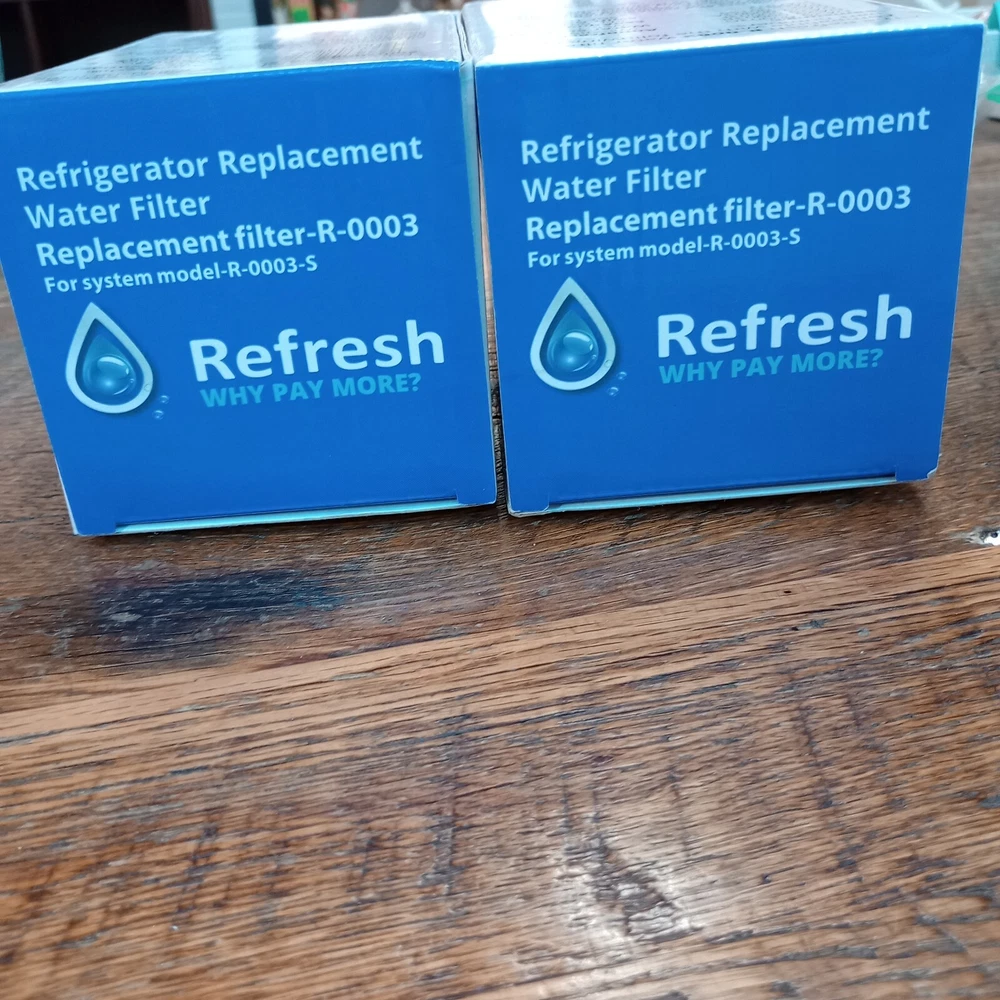 Refrigerator Replacement
Water Filter
Replacement filter-R-0003
For system model-R-0003-S
Refresh
WHY PAY MORE?
Refrigerator Replacement
Water Filter
Replacement filter-R-0003
For system model-R-0003-S
Refresh
WHY PAY MORE?